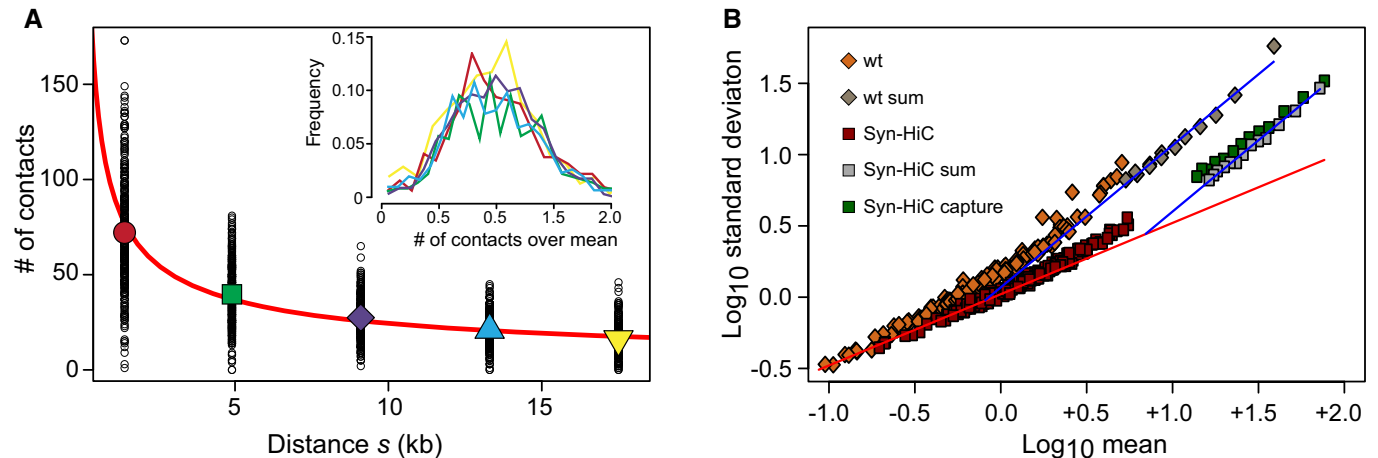 A
# of contacts
150
100
50
0
5
10
15
Distance s (kb)
Frequency
0.15
0.10
0.05
0
0
0.5
0.5
1.5
2.0
# of contacts over mean
B
Log10 standard deviaton
1.5
1.0
0.5
0.0
-0.5
wt
wt sum
Syn-HiC
Syn-HiC sum
Syn-HiC capture
-1.0
-0.5
0.0
+0.5
+1.0
+1.5
+2.0
Log10 mean